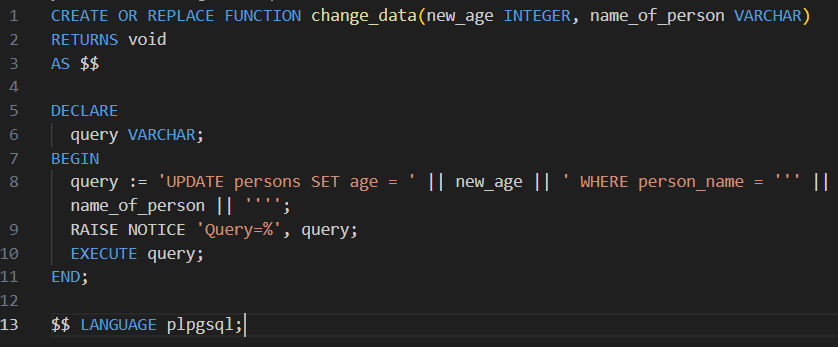 1 CREATE OR REPLACE FUNCTION change_data(new_age INTEGER, name_of_person VARCHAR)
2 RETURNS void
3 AS $$
4
5 DECLARE
6 query VARCHAR;
7 BEGIN
8 query := 'UPDATE persons SET age = ' || new_age || ' WHERE person_name = ''' ||
name_of_person || '''';
9 RAISE NOTICE 'Query=%', query;
10 EXECUTE query;
11 END;
12
13 $$ LANGUAGE plpgsql;